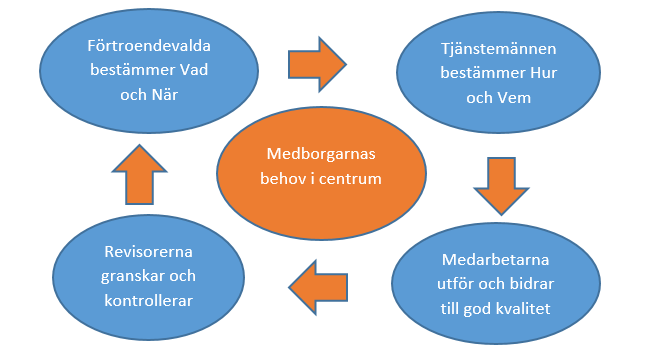 Förtroendevalda
bestämmer Vad
och När
Tjänstemännen
bestämmer Hur
och Vem
Medborgarnas
behov i centrum
Revisorerna
granskar och
kontrollerar
Medarbetarna
utför och bidrar
till god kvalitet